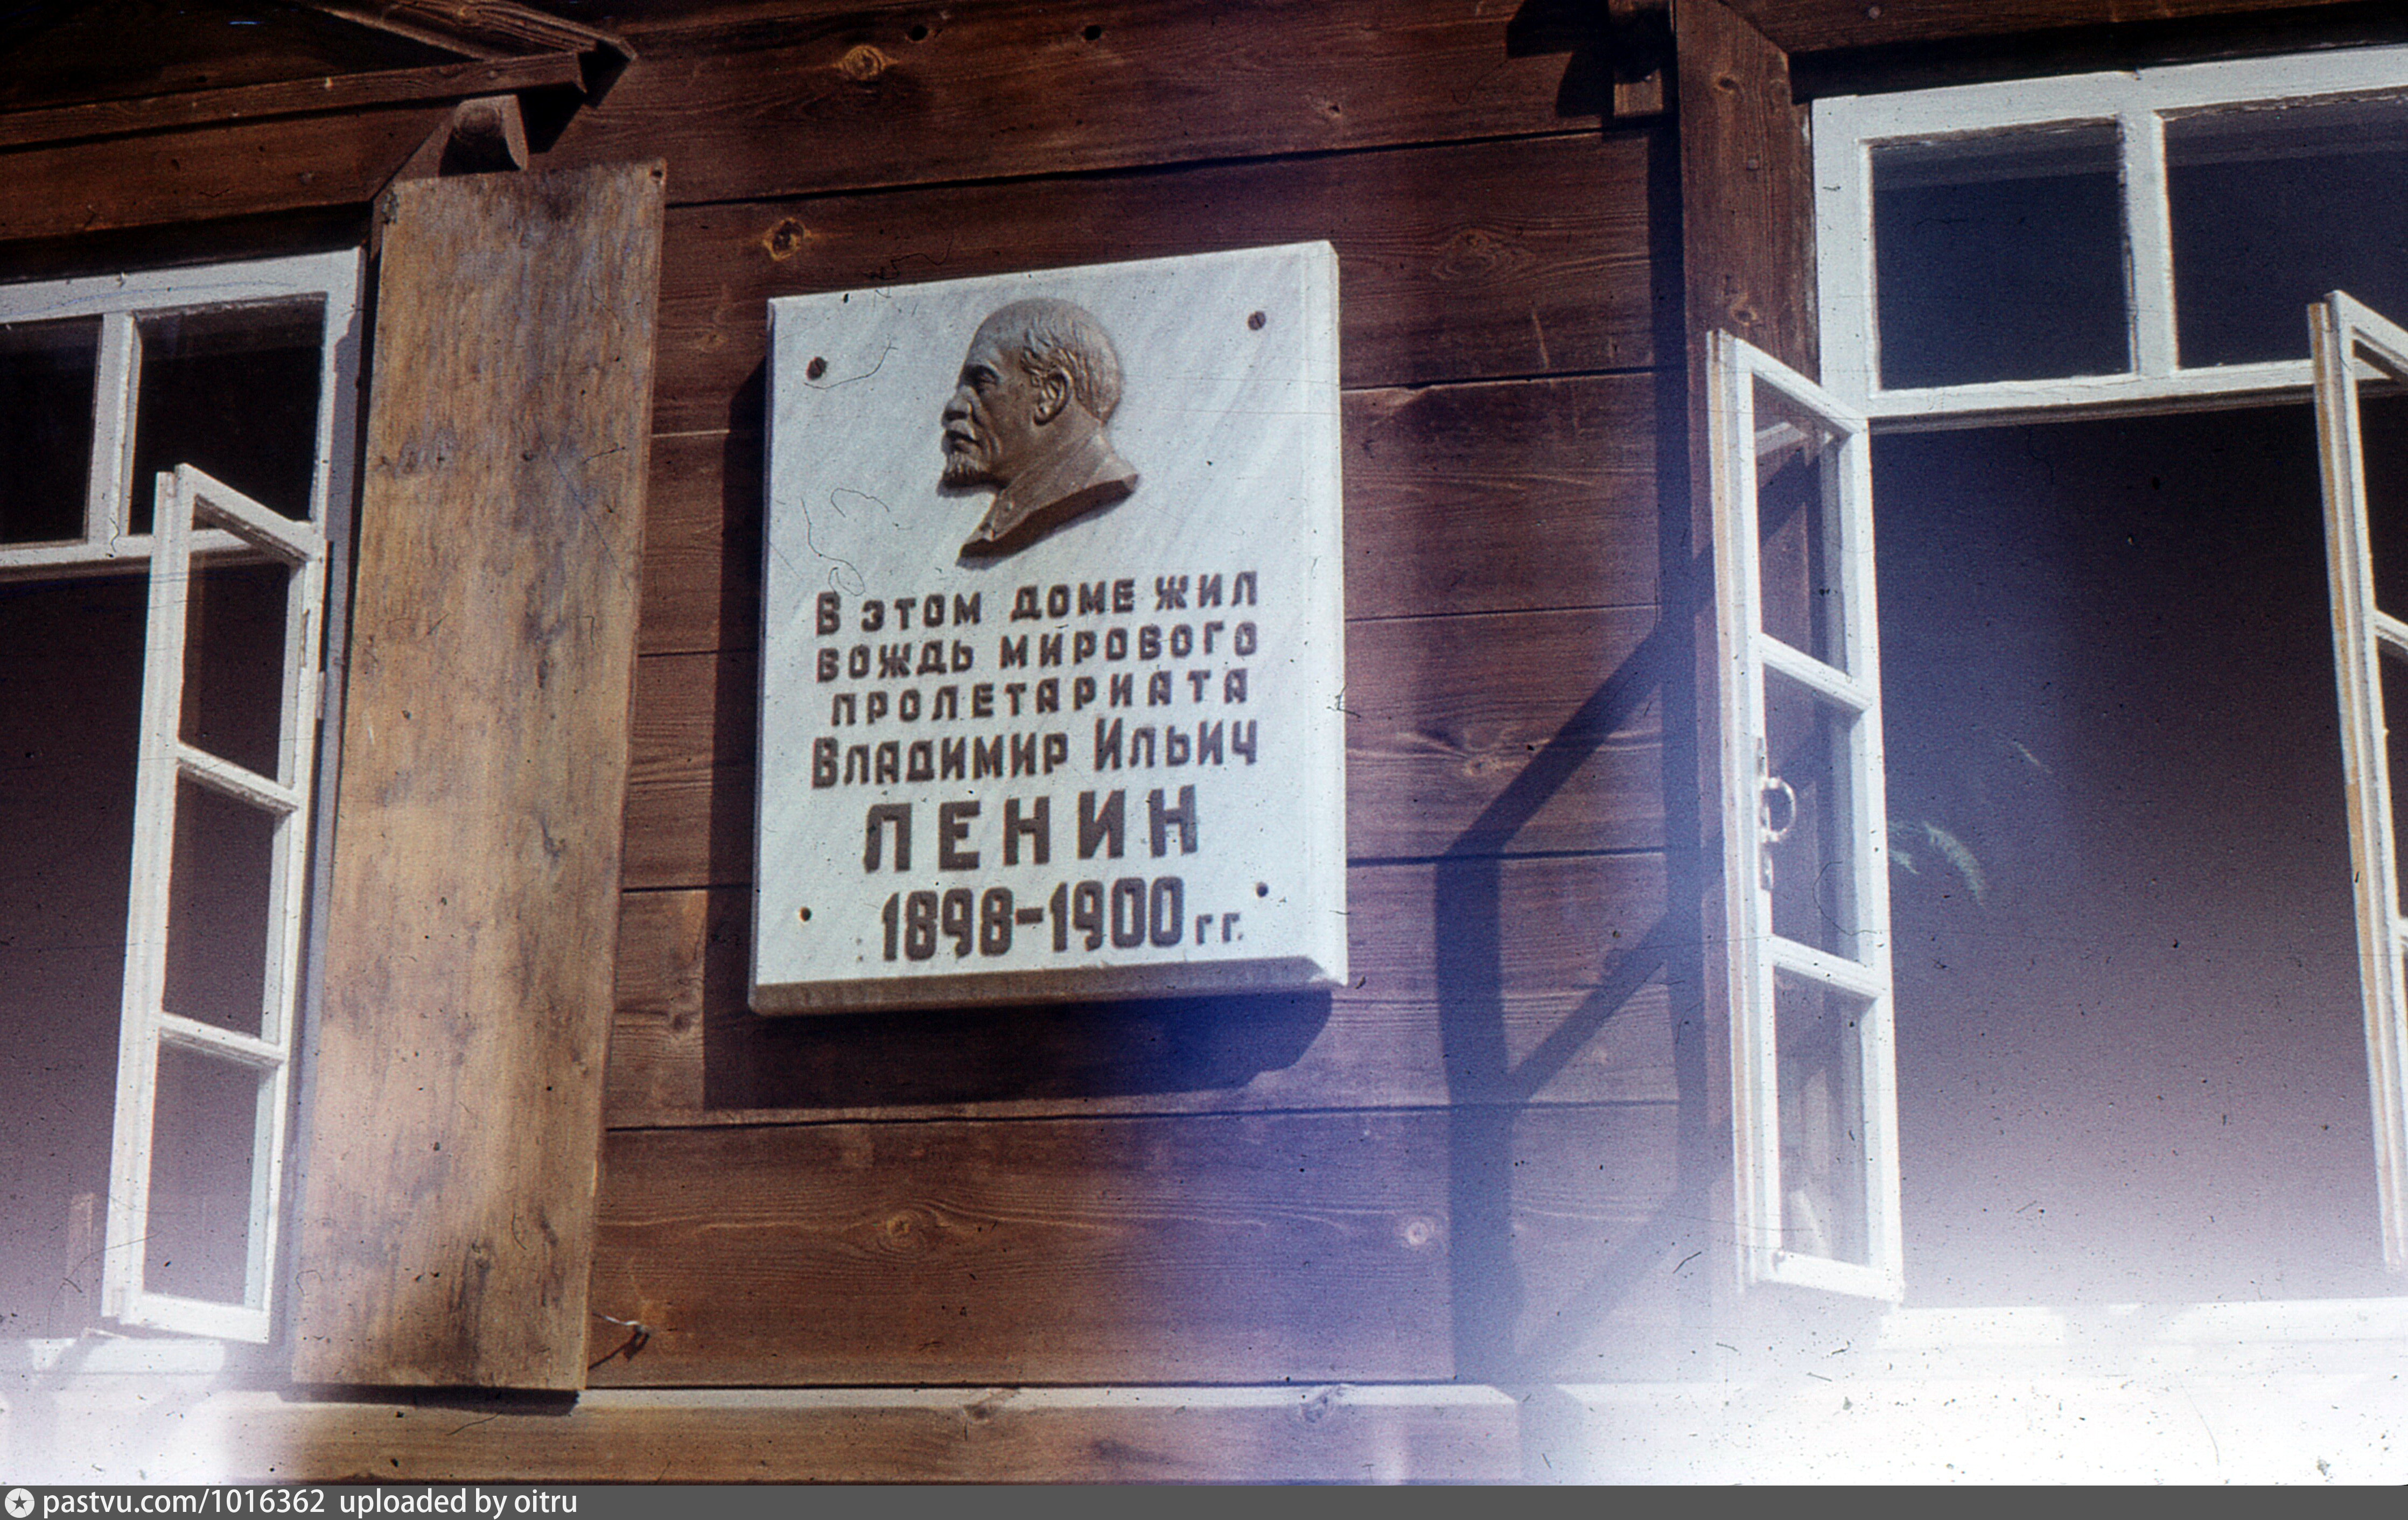 В ЭТОМ ДОМЕ ЖИЛ
ВОЖДЬ МИРОВОГО
ПРОЛЕТАРИАТА
ВЛАДИМИР ИЛЬИЧ
ЛЕНИН
1898-1900 гг.
pastvu.com/1016362 uploaded by oitru